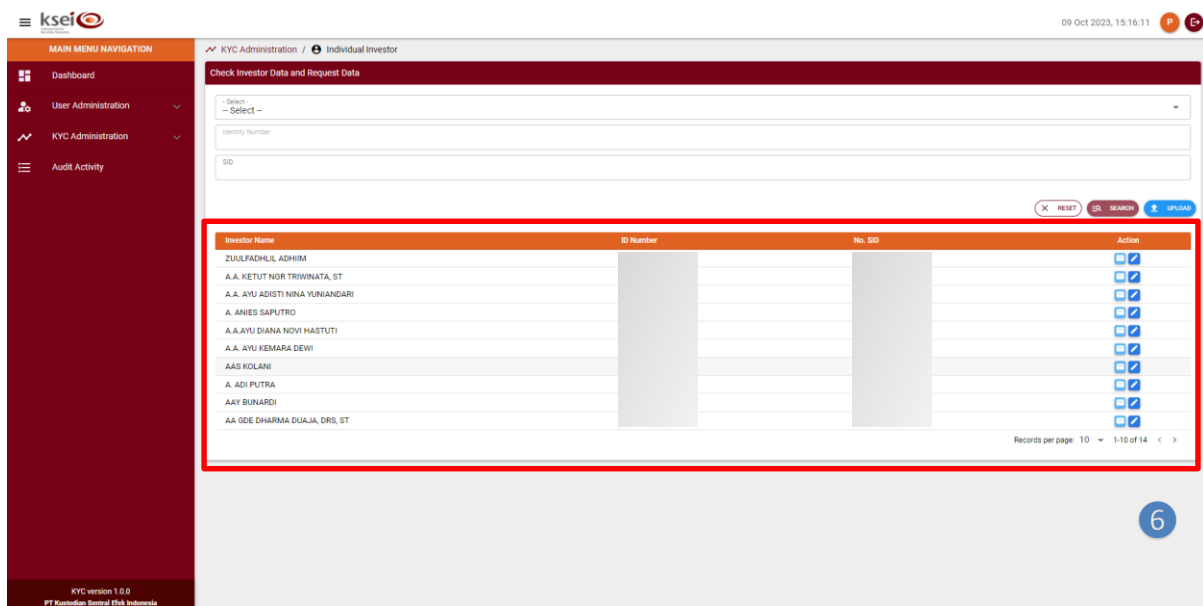 ksei
09 Oct 2023, 15:16:11 P
MAIN MENU NAVIGATION
KYC Administration / Individual Investor
Dashboard
User Administration
KYC Administration
Audit Activity
Check Investor Data and Request Data
- Select -
-- Select --
Identity Number
SID
RESET SEARCH UPLOAD
Investor Name ID Number No. SID Action
ZUULFADHLIL ADHIIM
A.A. KETUT NGR TRIWINATA, ST
A.A. AYU ADISTI NINA YUNIANDARI
A. ANIES SAPUTRO
A.A.AYU DIANA NOVI HASTUTI
A.A. AYU KEMARA DEWI
AAS KOLANI
A. ADI PUTRA
AAY BUNARDI
AA GDE DHARMA DUAJA, DRS, ST
Records per page: 10 1-10 of 14
6
KYC version 1.0.0
PT Kustodian Sentral Efek Indonesia